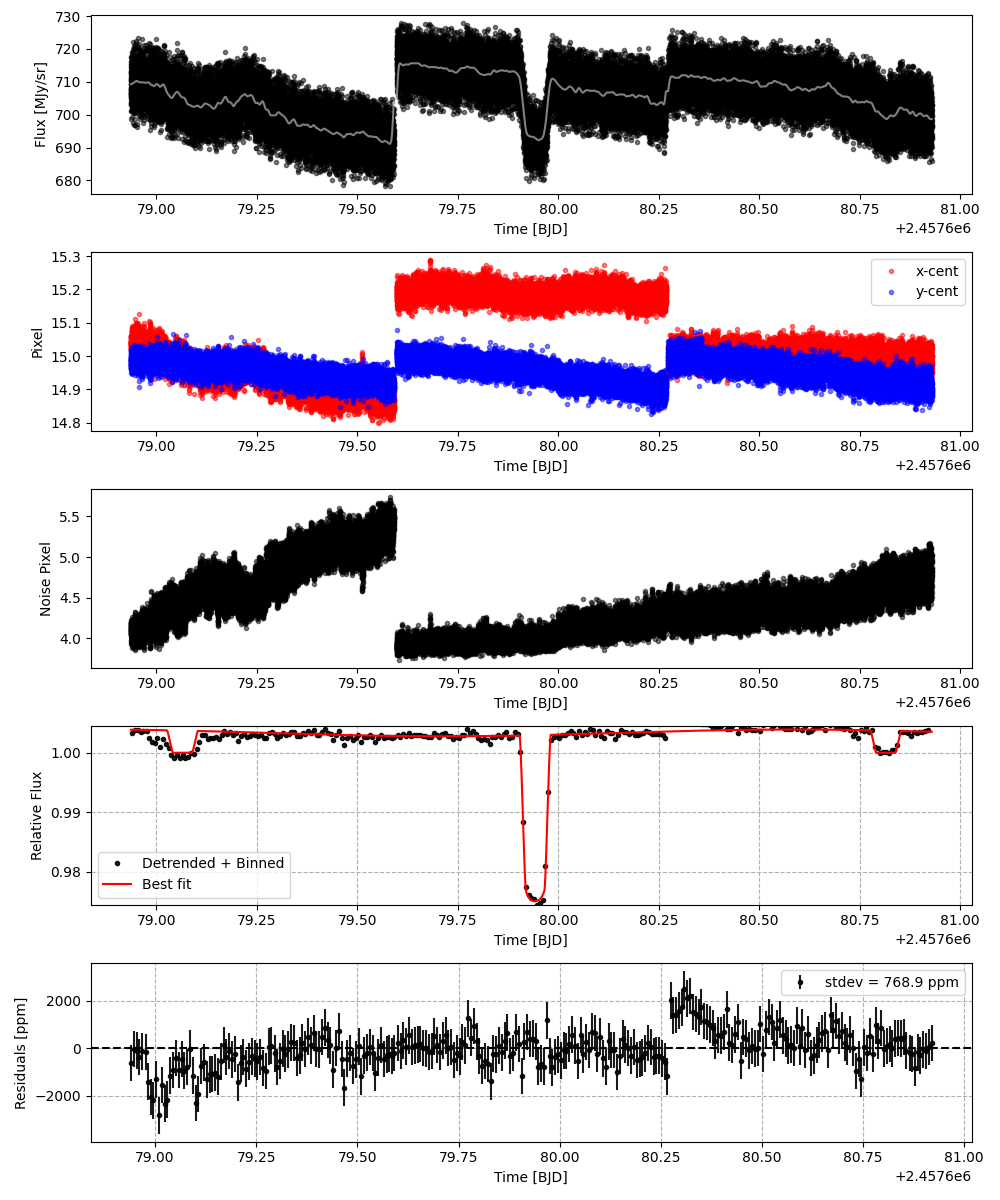 730
720
710
700
690
680
Flux [MJy/sr]
79.00 79.25 79.50 79.75 80.00 80.25 80.50 80.75 81.00
Time [BJD]
+2.4576e6
15.3
15.2
15.1
15.0
14.9
14.8
Pixel
x-cent
y-cent
79.00 79.25 79.50 79.75 80.00 80.25 80.50 80.75 81.00
Time [BJD]
+2.4576e6
5.5
5.0
4.5
4.0
Noise Pixel
79.00 79.25 79.50 79.75 80.00 80.25 80.50 80.75 81.00
Time [BJD]
+2.4576e6
1.00
0.99
0.98
Relative Flux
Detrended + Binned
Best fit
79.00 79.25 79.50 79.75 80.00 80.25 80.50 80.75 81.00
Time [BJD]
+2.4576e6
2000
0
−2000
Residuals [ppm]
stdev = 768.9 ppm
79.00 79.25 79.50 79.75 80.00 80.25 80.50 80.75 81.00
Time [BJD]
+2.4576e6